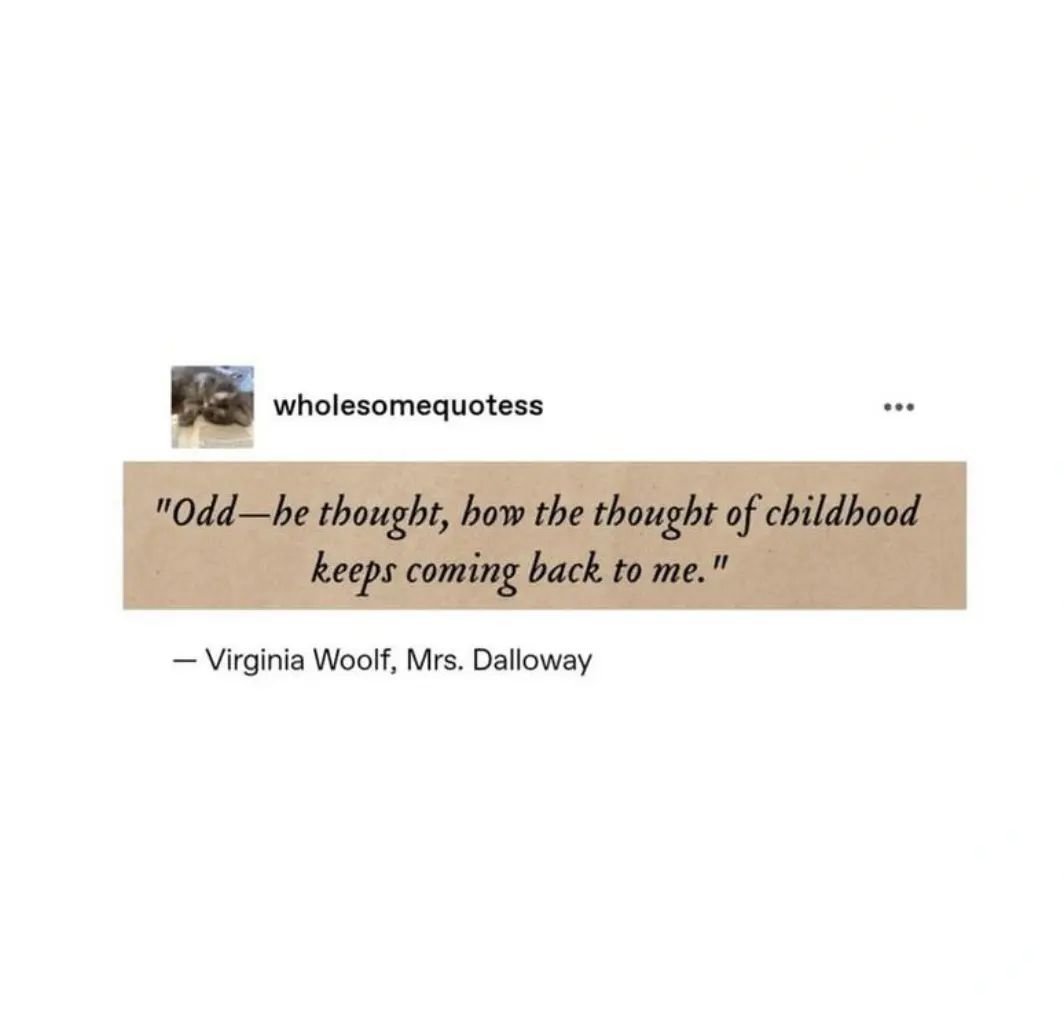 wholesomequotess
"Odd—he thought, how the thought of childhood
keeps coming back to me."
— Virginia Woolf, Mrs. Dalloway